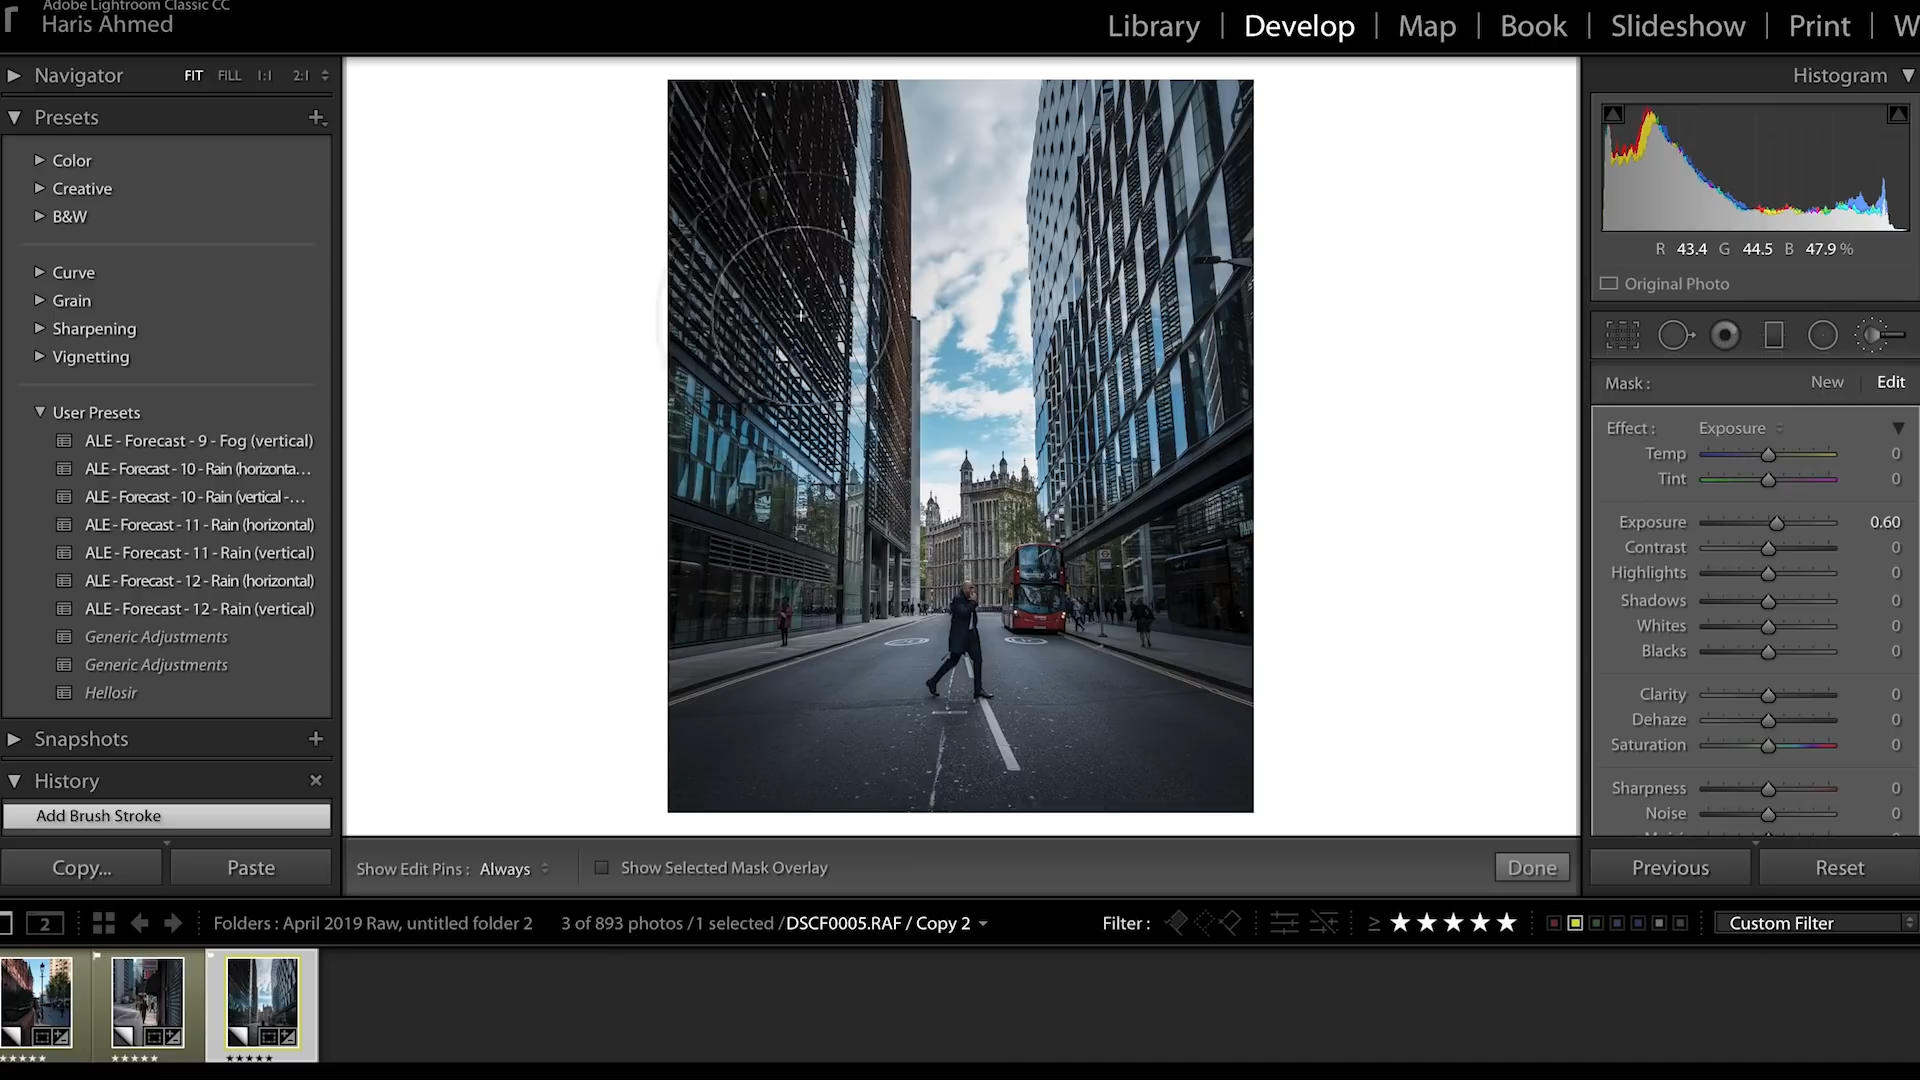 Adobe Lightroom Classic CC
Haris Ahmed
Library | Develop | Map | Book | Slideshow | Print | W
Navigator FIT FILL 1:1 2:1
Histogram
Presets +
Color
Creative
B&W
Curve
Grain
Sharpening
Vignetting
User Presets
ALE - Forecast - 9 - Fog (vertical)
ALE - Forecast - 10 - Rain (horizonta...
ALE - Forecast - 10 - Rain (vertical -...
ALE - Forecast - 11 - Rain (horizontal)
ALE - Forecast - 11 - Rain (vertical)
ALE - Forecast - 12 - Rain (horizontal)
ALE - Forecast - 12 - Rain (vertical)
Generic Adjustments
Generic Adjustments
Hellosir
Snapshots +
History ×
Add Brush Stroke
Copy... Paste
R 43.4 G 44.5 B 47.9 %
Original Photo
Mask : New | Edit
Effect : Exposure
Temp 0
Tint 0
Exposure 0.60
Contrast 0
Highlights 0
Shadows 0
Whites 0
Blacks 0
Clarity 0
Dehaze 0
Saturation 0
Sharpness 0
Noise 0
Show Edit Pins : Always Show Selected Mask Overlay Done
Previous Reset
2 Folders : April 2019 Raw, untitled folder 2 3 of 893 photos /1 selected /DSCF0005.RAF / Copy 2 Filter : ≥ ★★★★★ Custom Filter